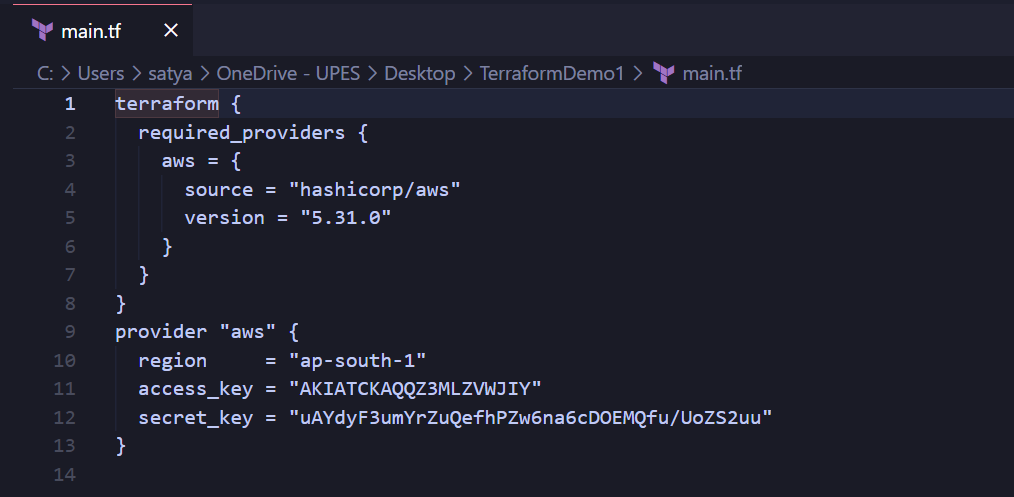 main.tf
C: > Users > satya > OneDrive - UPES > Desktop > TerraformDemo1 > main.tf
1 terraform {
2   required_providers {
3     aws = {
4       source = "hashicorp/aws"
5       version = "5.31.0"
6     }
7   }
8 }
9 provider "aws" {
10   region     = "ap-south-1"
11   access_key = "AKIATCKAQQZ3MLZVWJIY"
12   secret_key = "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"
13 }
14